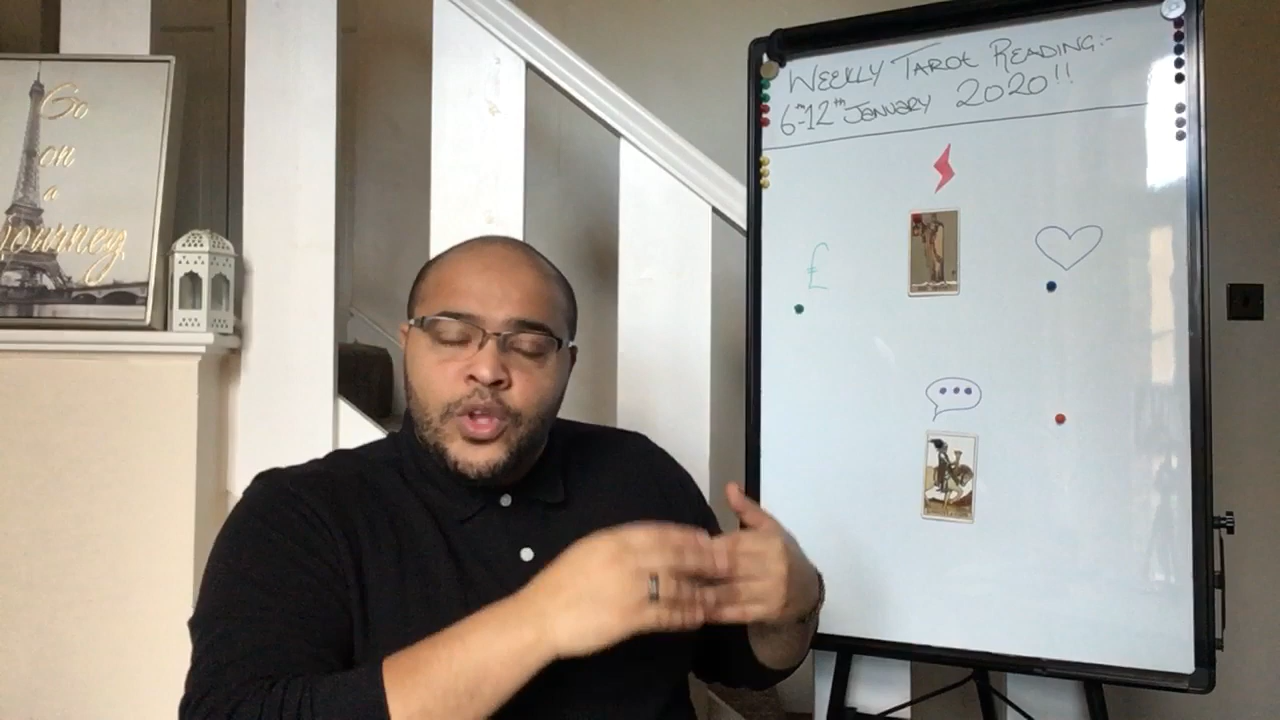 Go
on
a
journey
WEEKLY TAROT READING:-
6th-12th JANUARY 2020!!
£